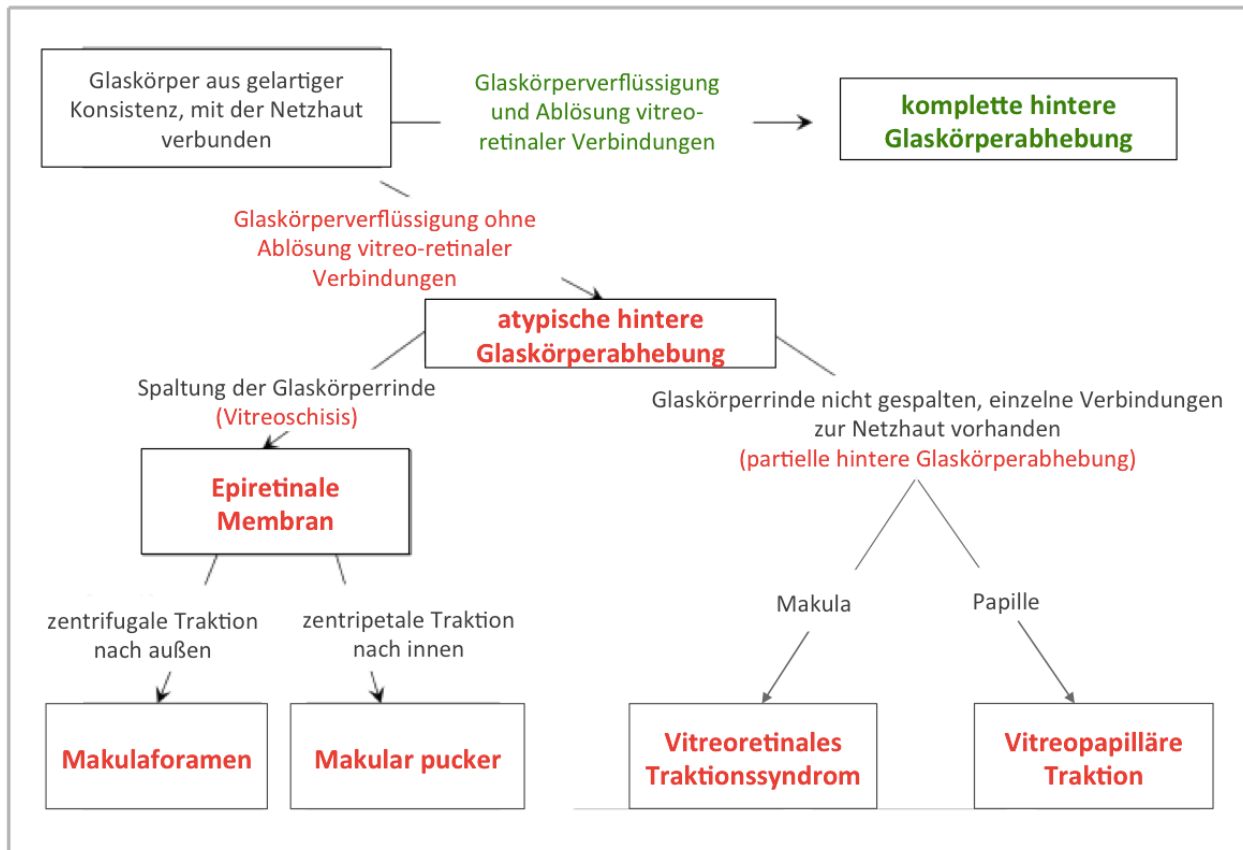 Glaskörper aus gelartiger
Konsistenz, mit der Netzhaut
verbunden
Glaskörperverflüssigung
und Ablösung vitreo-
retinaler Verbindungen
komplette hintere
Glaskörperabhebung
Glaskörperverflüssigung ohne
Ablösung vitreo-retinaler
Verbindungen
atypische hintere
Glaskörperabhebung
Spaltung der Glaskörperrinde
(Vitreoschisis)
Glaskörperrinde nicht gespalten, einzelne Verbindungen
zur Netzhaut vorhanden
(partielle hintere Glaskörperabhebung)
Epiretinale
Membran
zentrifugale Traktion
nach außen
zentripetale Traktion
nach innen
Makula
Papille
Makulaforamen
Makular pucker
Vitreoretinales
Traktionssyndrom
Vitreopapilläre
Traktion